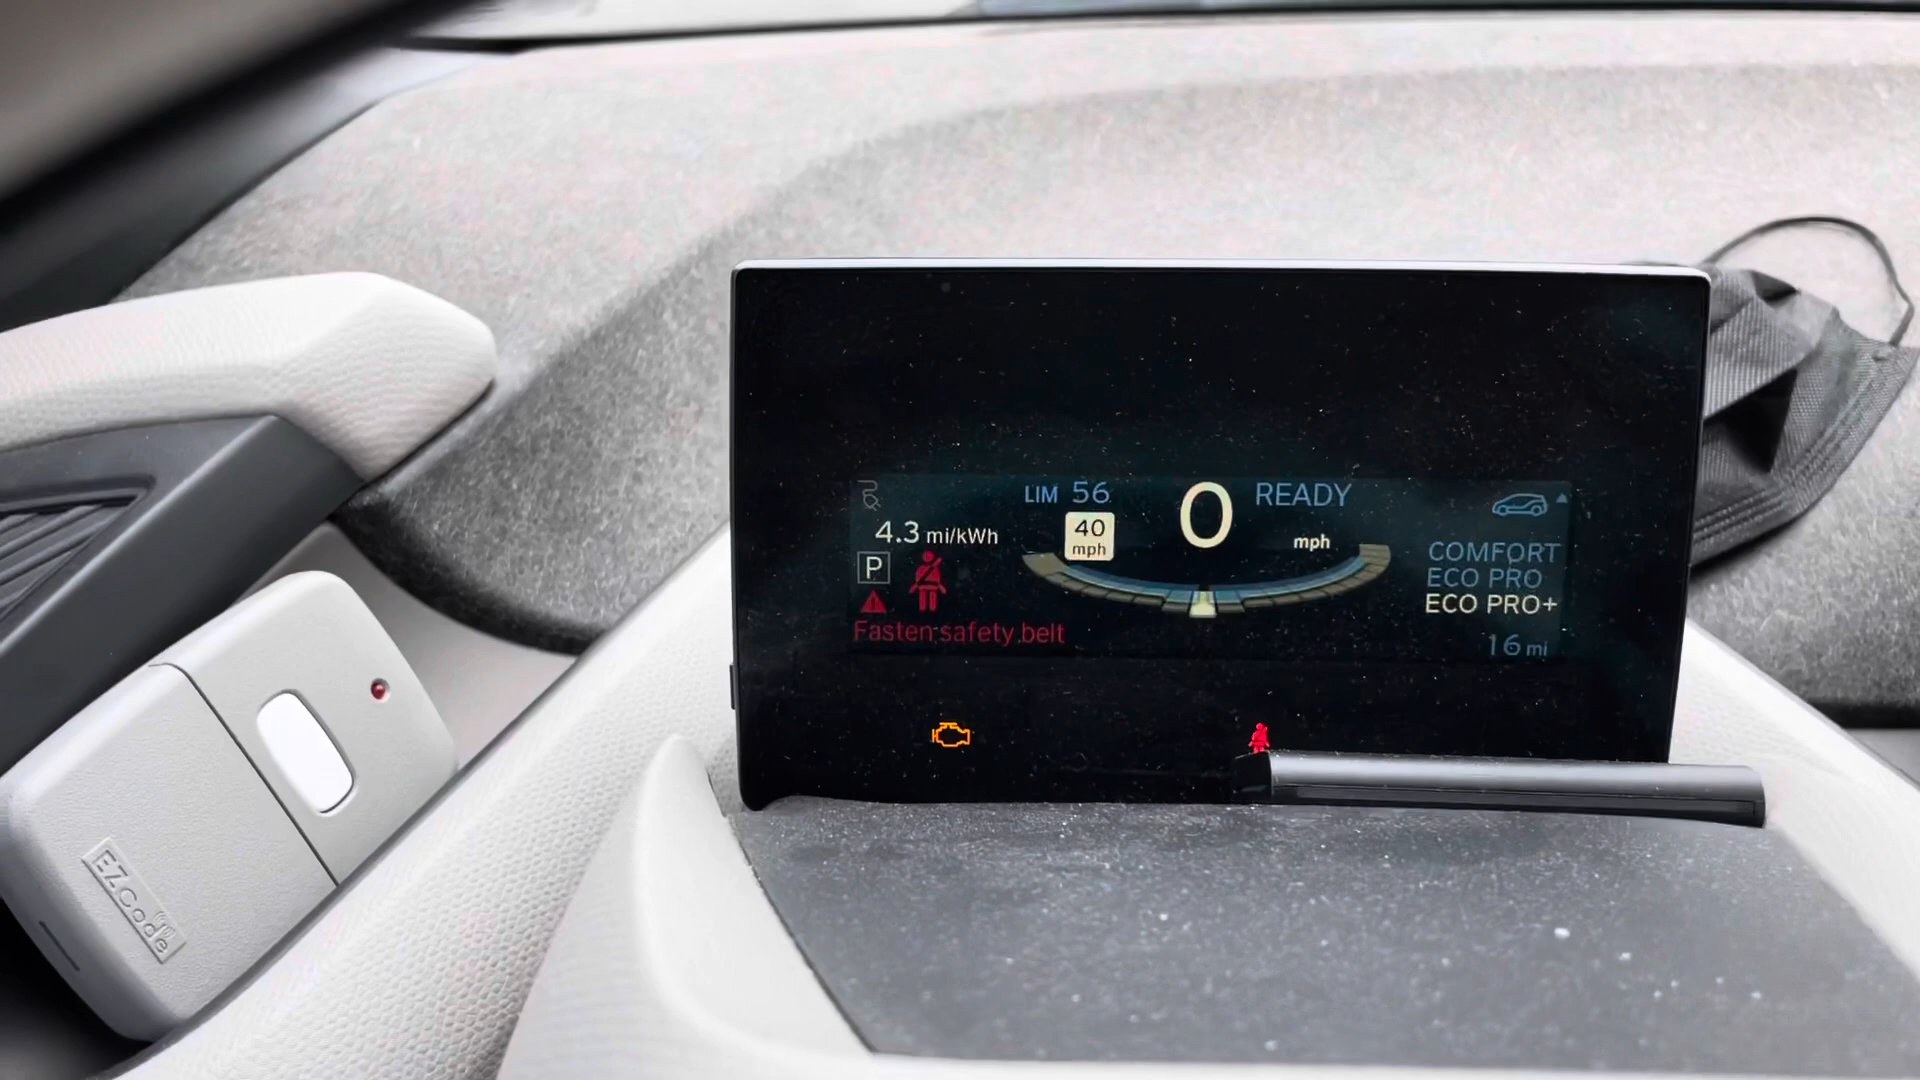 LIM 56
0
READY
4.3 mi/kWh
40
mph
mph
COMFORT
ECO PRO
ECO PRO+
P
Fasten safety belt
16 mi
EZCode